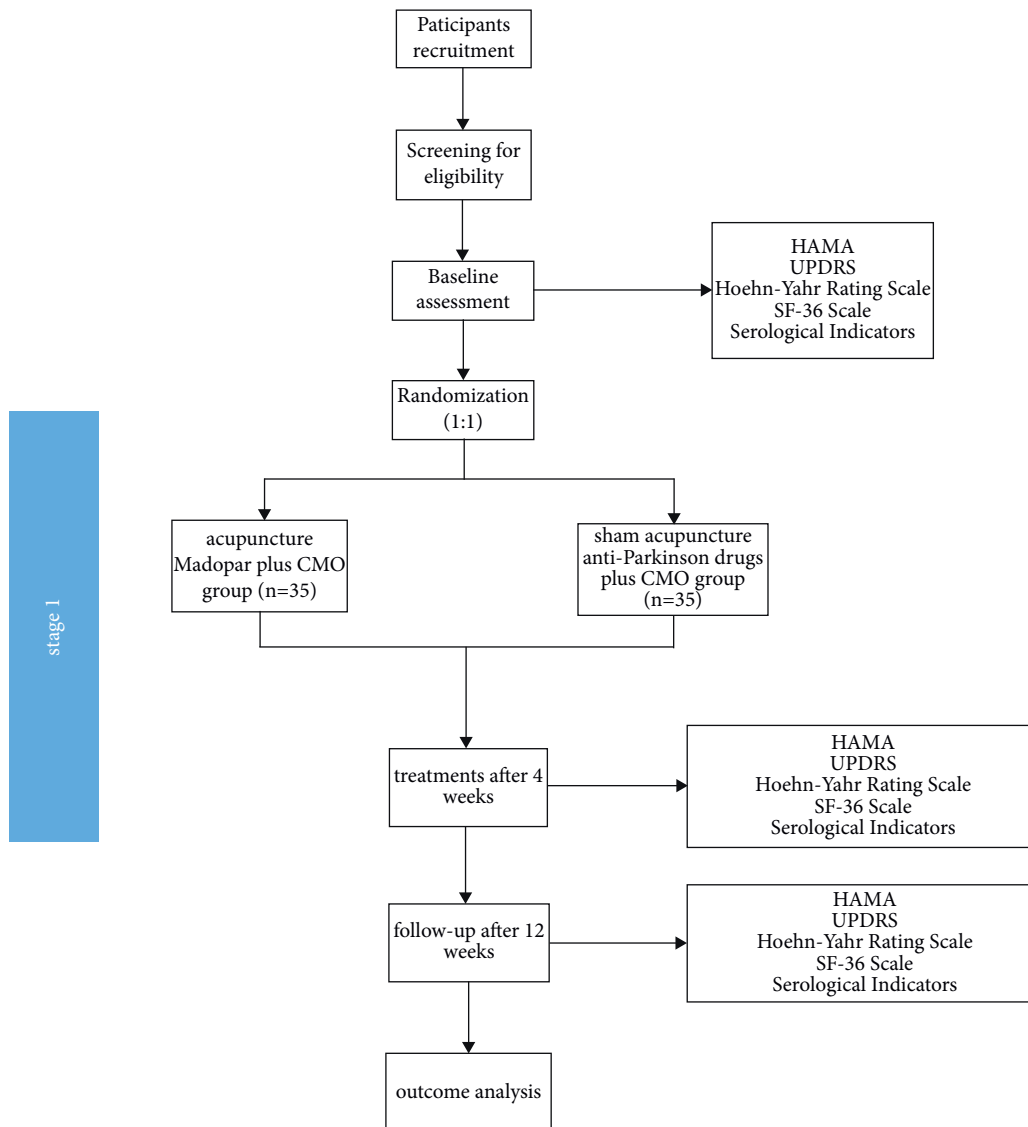 Paticipants
recruitment
Screening for
eligibility
Baseline
assessment
HAMA
UPDRS
Hoehn-Yahr Rating Scale
SF-36 Scale
Serological Indicators
Randomization
(1:1)
stage 1
acupuncture
Madopar plus CMO
group (n=35)
sham acupuncture
anti-Parkinson drugs
plus CMO group
(n=35)
treatments after 4
weeks
HAMA
UPDRS
Hoehn-Yahr Rating Scale
SF-36 Scale
Serological Indicators
follow-up after 12
weeks
HAMA
UPDRS
Hoehn-Yahr Rating Scale
SF-36 Scale
Serological Indicators
outcome analysis